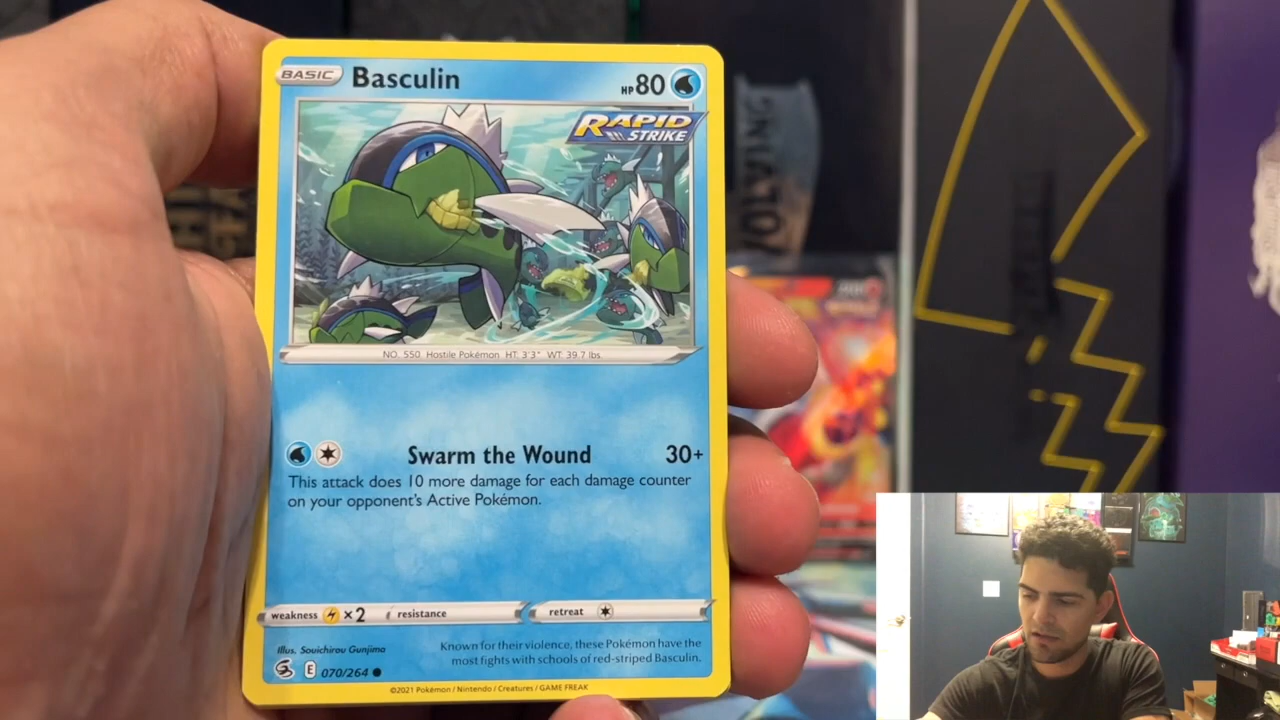 BASIC Basculin HP80
RAPID
STRIKE
NO. 550 Hostile Pokémon HT: 3'3" WT: 39.7 lbs.
Swarm the Wound 30+
This attack does 10 more damage for each damage counter
on your opponent's Active Pokémon.
weakness ×2 resistance retreat
Illus. Souichirou Gunjima
Known for their violence, these Pokémon have the
most fights with schools of red-striped Basculin.
E 070/264
©2021 Pokémon / Nintendo / Creatures / GAME FREAK
VOLVING